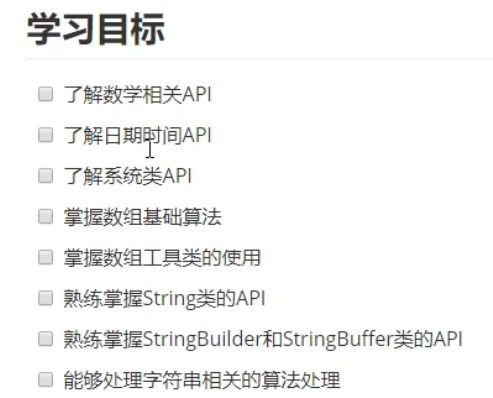 学习目标
了解数学相关API
了解日期时间API
了解系统类API
掌握数组基础算法
掌握数组工具类的使用
熟练掌握String类的API
熟练掌握StringBuilder和StringBuffer类的API
能够处理字符串相关的算法处理